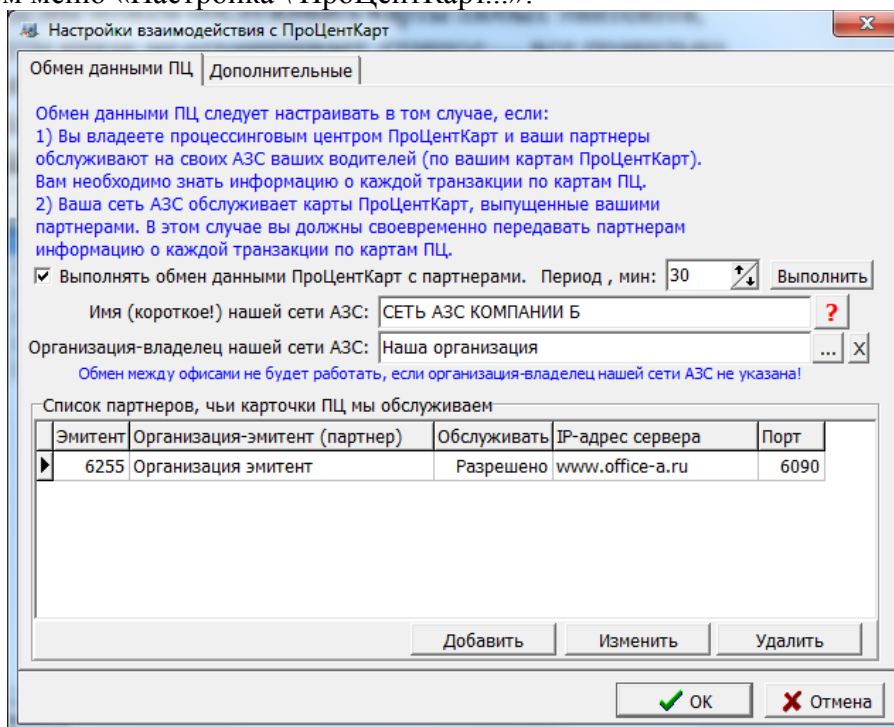 м меню «Настройка \ ПроЦентКарт...».
Настройки взаимодействия с ПроЦентКарт
Обмен данными ПЦ Дополнительные
Обмен данными ПЦ следует настраивать в том случае, если:
1) Вы владеете процессинговым центром ПроЦентКарт и ваши партнеры
обслуживают на своих АЗС ваших водителей (по вашим картам ПроЦентКарт).
Вам необходимо знать информацию о каждой транзакции по картам ПЦ.
2) Ваша сеть АЗС обслуживает карты ПроЦентКарт, выпущенные вашими
партнерами. В этом случае вы должны своевременно передавать партнерам
информацию о каждой транзакции по картам ПЦ.
Выполнять обмен данными ПроЦентКарт с партнерами. Период , мин: 30 Выполнить
Имя (короткое!) нашей сети АЗС: СЕТЬ АЗС КОМПАНИИ Б ?
Организация-владелец нашей сети АЗС: Наша организация ... X
Обмен между офисами не будет работать, если организация-владелец нашей сети АЗС не указана!
Список партнеров, чьи карточки ПЦ мы обслуживаем
Эмитент Организация-эмитент (партнер) Обслуживать IP-адрес сервера Порт
6255 Организация эмитент Разрешено www.office-a.ru 6090
Добавить Изменить Удалить
ОК Отмена